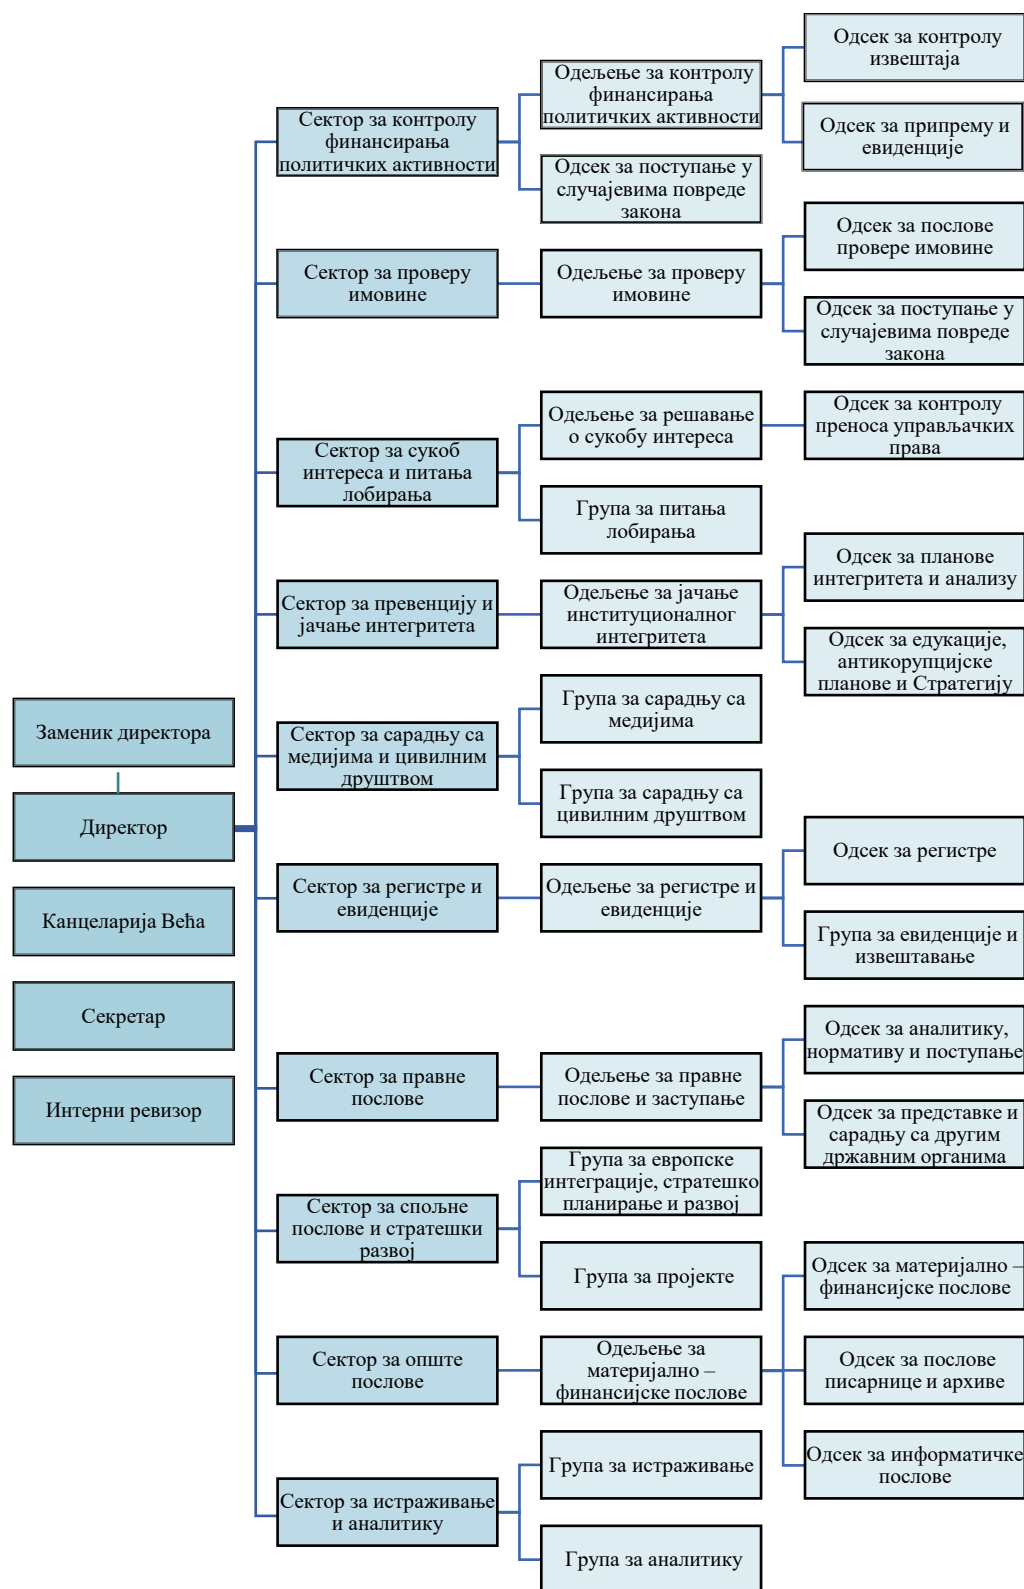 Заменик директора
Директор
Канцеларија Већа
Секретар
Интерни ревизор
Сектор за контролу
финансирања
политичких активности
Одељење за контролу
финансирања
политичких активности
Одсек за контролу
извештаја
Одсек за припрему и
евиденције
Одсек за поступање у
случајевима повреде
закона
Сектор за проверу
имовине
Одељење за проверу
имовине
Одсек за послове
провере имовине
Одсек за поступање у
случајевима повреде
закона
Сектор за сукоб
интереса и питања
лобирања
Одељење за решавање
о сукобу интереса
Одсек за контролу
преноса управљачких
права
Група за питања
лобирања
Сектор за превенцију и
јачање интегритета
Одељење за јачање
институционалног
интегритета
Одсек за планове
интегритета и анализу
Одсек за едукације,
антикорупцијске
планове и Стратегију
Сектор за сарадњу са
медијима и цивилним
друштвом
Група за сарадњу са
медијима
Група за сарадњу са
цивилним друштвом
Сектор за регистре и
евиденције
Одељење за регистре и
евиденције
Одсек за регистре
Група за евиденције и
извештавање
Сектор за правне
послове
Одељење за правне
послове и заступање
Одсек за аналитику,
нормативу и поступање
Одсек за представке и
сарадњу са другим
државним органима
Сектор за спољне
послове и стратешки
развој
Група за европске
интеграције, стратешко
планирање и развој
Група за пројекте
Сектор за опште
послове
Одељење за
материјално –
финансијске послове
Одсек за материјално –
финансијске послове
Одсек за послове
писарнице и архиве
Одсек за информатичке
послове
Сектор за истраживање
и аналитику
Група за истраживање
Група за аналитику